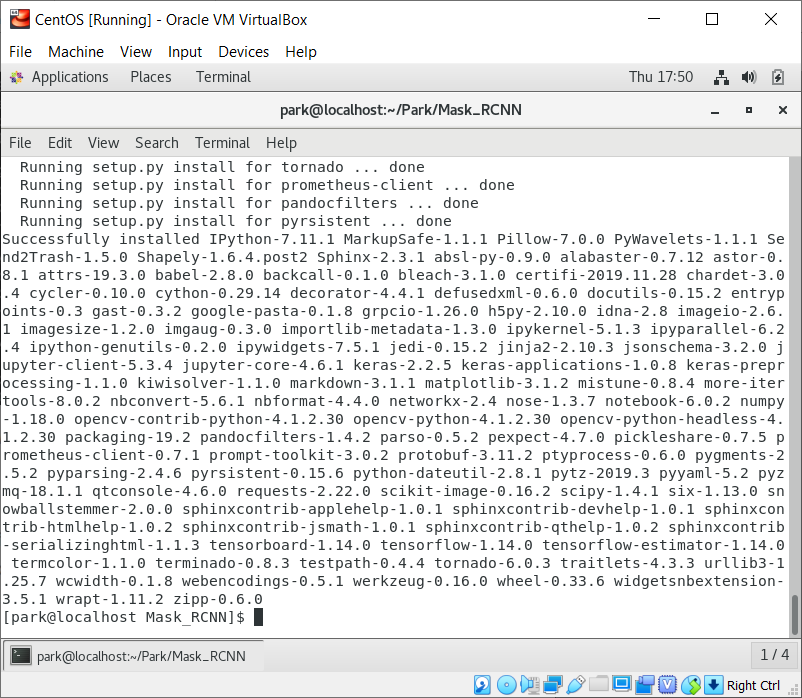 CentOS [Running] - Oracle VM VirtualBox
File Machine View Input Devices Help
Applications Places Terminal Thu 17:50
park@localhost:~/Park/Mask_RCNN
File Edit View Search Terminal Help
Running setup.py install for tornado ... done
Running setup.py install for prometheus-client ... done
Running setup.py install for pandocfilters ... done
Running setup.py install for pyrsistent ... done
Successfully installed IPython-7.11.1 MarkupSafe-1.1.1 Pillow-7.0.0 PyWavelets-1.1.1 Se
nd2Trash-1.5.0 Shapely-1.6.4.post2 Sphinx-2.3.1 absl-py-0.9.0 alabaster-0.7.12 astor-0.
8.1 attrs-19.3.0 babel-2.8.0 backcall-0.1.0 bleach-3.1.0 certifi-2019.11.28 chardet-3.0
.4 cycler-0.10.0 cython-0.29.14 decorator-4.4.1 defusedxml-0.6.0 docutils-0.15.2 entryp
oints-0.3 gast-0.3.2 google-pasta-0.1.8 grpcio-1.26.0 h5py-2.10.0 idna-2.8 imageio-2.6.
1 imagesize-1.2.0 imgaug-0.3.0 importlib-metadata-1.3.0 ipykernel-5.1.3 ipyparallel-6.2
.4 ipython-genutils-0.2.0 ipywidgets-7.5.1 jedi-0.15.2 jinja2-2.10.3 jsonschema-3.2.0 j
upyter-client-5.3.4 jupyter-core-4.6.1 keras-2.2.5 keras-applications-1.0.8 keras-prepr
ocessing-1.1.0 kiwisolver-1.1.0 markdown-3.1.1 matplotlib-3.1.2 mistune-0.8.4 more-iter
tools-8.0.2 nbconvert-5.6.1 nbformat-4.4.0 networkx-2.4 nose-1.3.7 notebook-6.0.2 numpy
-1.18.0 opencv-contrib-python-4.1.2.30 opencv-python-4.1.2.30 opencv-python-headless-4.
1.2.30 packaging-19.2 pandocfilters-1.4.2 parso-0.5.2 pexpect-4.7.0 pickleshare-0.7.5 p
rometheus-client-0.7.1 prompt-toolkit-3.0.2 protobuf-3.11.2 ptyprocess-0.6.0 pygments-2
.5.2 pyparsing-2.4.6 pyrsistent-0.15.6 python-dateutil-2.8.1 pytz-2019.3 pyyaml-5.2 pyz
mq-18.1.1 qtconsole-4.6.0 requests-2.22.0 scikit-image-0.16.2 scipy-1.4.1 six-1.13.0 sn
owballstemmer-2.0.0 sphinxcontrib-applehelp-1.0.1 sphinxcontrib-devhelp-1.0.1 sphinxcon
trib-htmlhelp-1.0.2 sphinxcontrib-jsmath-1.0.1 sphinxcontrib-qthelp-1.0.2 sphinxcontrib
-serializinghtml-1.1.3 tensorboard-1.14.0 tensorflow-1.14.0 tensorflow-estimator-1.14.0
termcolor-1.1.0 terminado-0.8.3 testpath-0.4.4 tornado-6.0.3 traitlets-4.3.3 urllib3-1
.25.7 wcwidth-0.1.8 webencodings-0.5.1 werkzeug-0.16.0 wheel-0.33.6 widgetsnbextension-
3.5.1 wrapt-1.11.2 zipp-0.6.0
[park@localhost Mask_RCNN]$
park@localhost:~/Park/Mask_RCNN 1 / 4
Right Ctrl